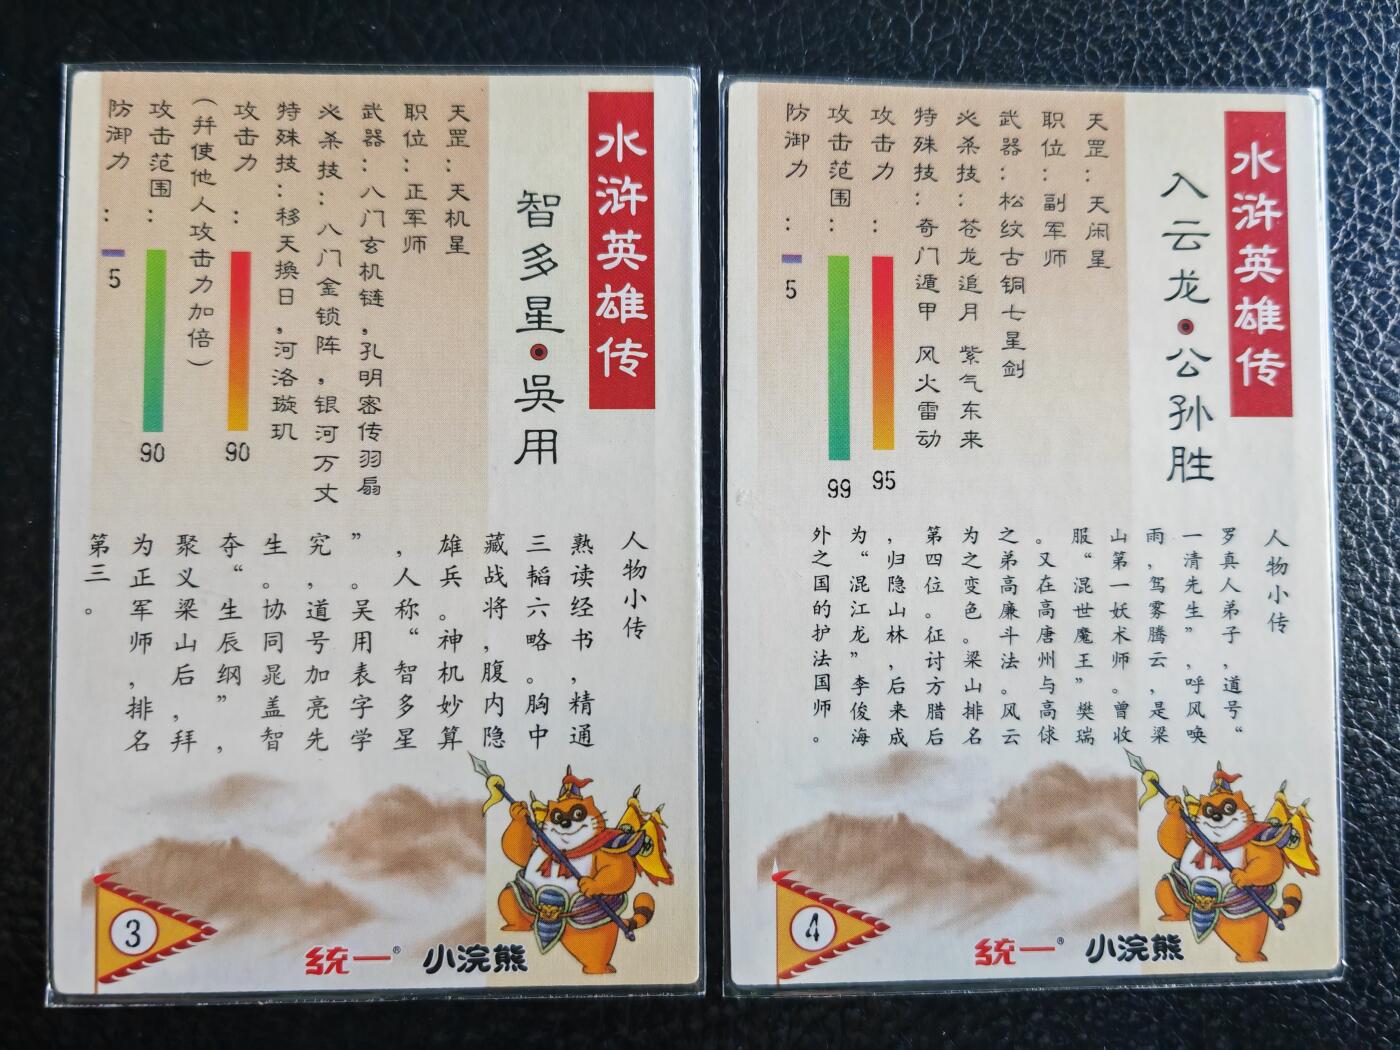 水浒英雄传
智多星·吳用
天罡：天机星
职位：正军师
武器：八门玄机链，孔明密传羽扇
必杀技：八门金锁阵，银河万丈
特殊技：移天換日，河洛璇玑
攻击力：90
（幷使他人攻击力加倍）
攻击范围：90
防御力：5
人物小传
熟读经书，精通
三韬六略。胸中
藏战将，腹内隐
雄兵。神机妙算
，人称“智多星
”。吴用表字学
究，道号加亮先
生。协同晁盖智
夺“生辰纲”，
聚义梁山后，拜
为正军师，排名
第三。
3
统一® 小浣熊
水浒英雄传
入云龙·公孙胜
天罡：天闲星
职位：副军师
武器：松纹古铜七星剑
必杀技：苍龙追月 紫气东来
特殊技：奇门遁甲 风火雷动
攻击力：95
攻击范围：99
防御力：5
人物小传
罗真人弟子，道号“
一清先生”，呼风唤
雨，驾雾腾云，是梁
山第一妖术师。曾收
服“混世魔王”樊瑞
。又在高唐州与高俅
之弟高廉斗法。风云
为之变色。梁山排名
第四位。征讨方腊后
，归隐山林，后来成
为“混江龙”李俊海
外之国的护法国师。
4
统一® 小浣熊